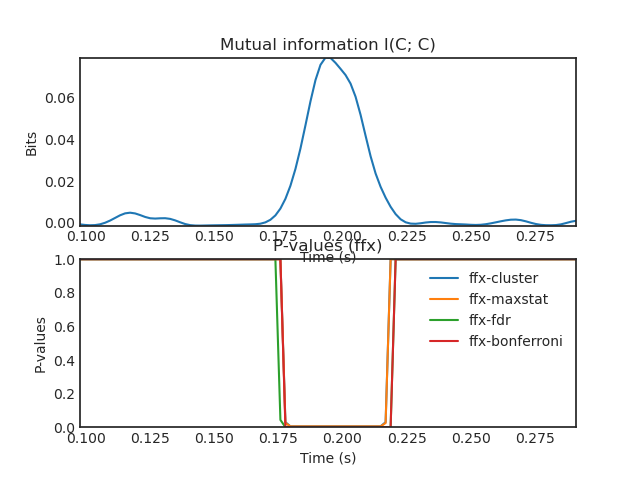 Mutual information I(C; C)
Bits
0.06
0.04
0.02
0.00
0.100 0.125 0.150 0.175 0.200 0.225 0.250 0.275
Time (s)
P-values (ffx)
P-values
1.0
0.8
0.6
0.4
0.2
0.0
ffx-cluster
ffx-maxstat
ffx-fdr
ffx-bonferroni
0.100 0.125 0.150 0.175 0.200 0.225 0.250 0.275
Time (s)